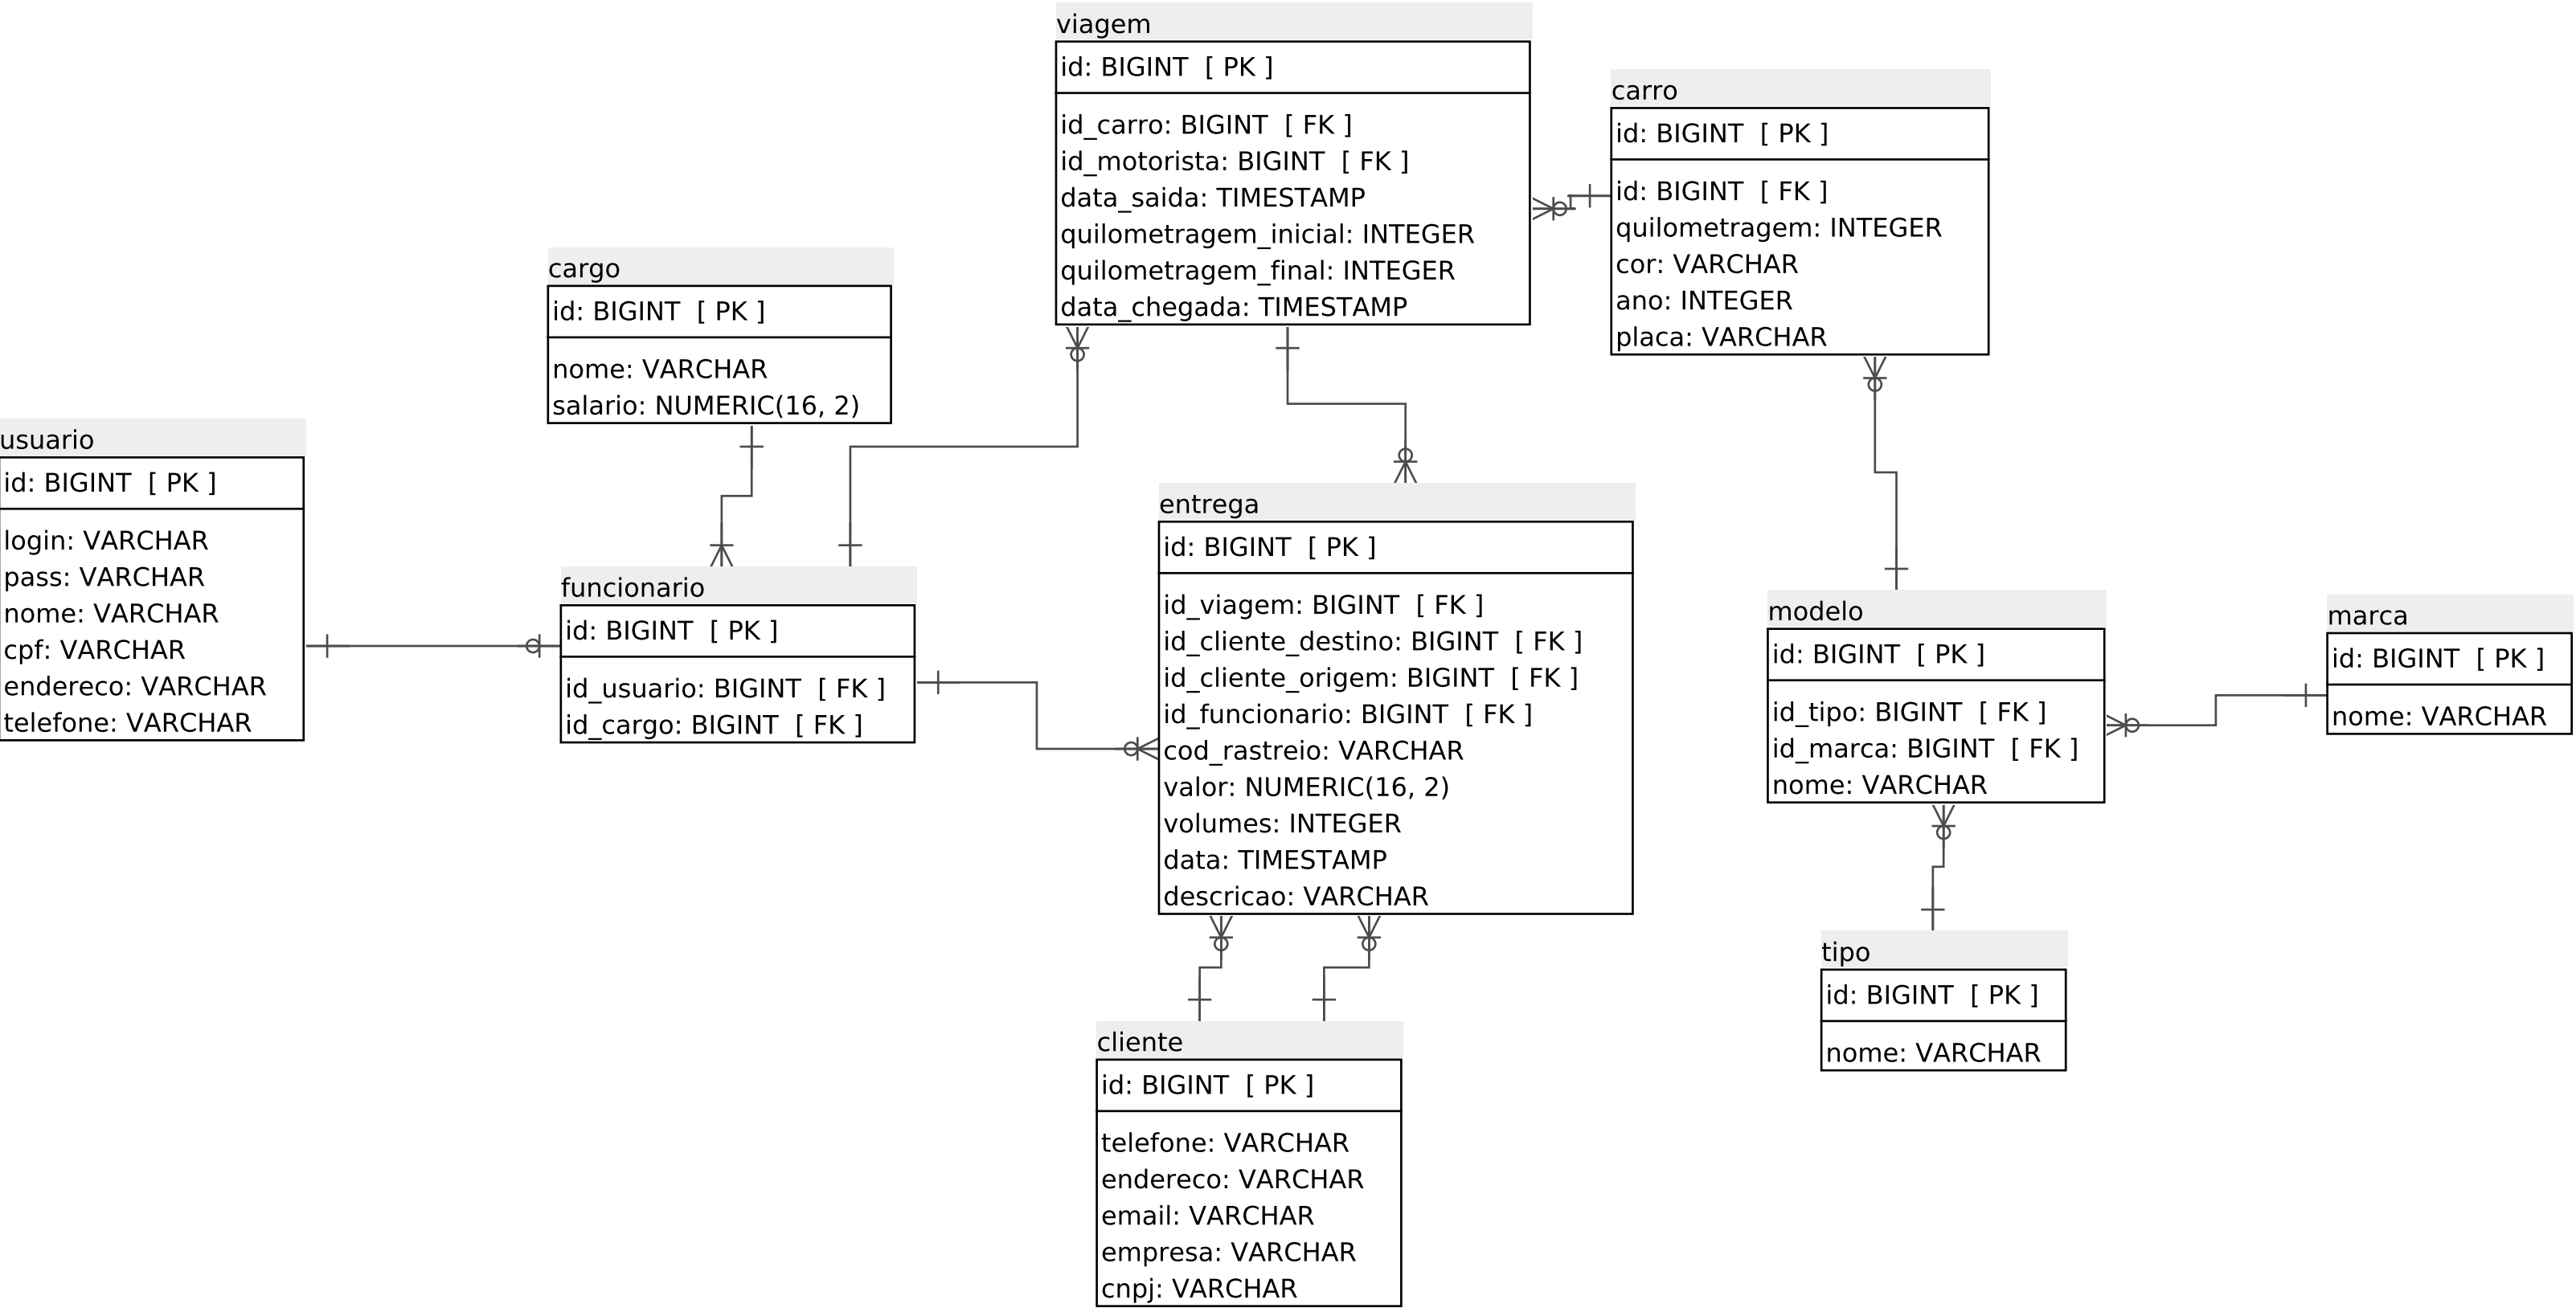 viagem
id: BIGINT [ PK ]
id_carro: BIGINT [ FK ]
id_motorista: BIGINT [ FK ]
data_saida: TIMESTAMP
quilometragem_inicial: INTEGER
quilometragem_final: INTEGER
data_chegada: TIMESTAMP
carro
id: BIGINT [ PK ]
id: BIGINT [ FK ]
quilometragem: INTEGER
cor: VARCHAR
ano: INTEGER
placa: VARCHAR
cargo
id: BIGINT [ PK ]
nome: VARCHAR
salario: NUMERIC(16, 2)
usuario
id: BIGINT [ PK ]
login: VARCHAR
pass: VARCHAR
nome: VARCHAR
cpf: VARCHAR
endereco: VARCHAR
telefone: VARCHAR
funcionario
id: BIGINT [ PK ]
id_usuario: BIGINT [ FK ]
id_cargo: BIGINT [ FK ]
entrega
id: BIGINT [ PK ]
id_viagem: BIGINT [ FK ]
id_cliente_destino: BIGINT [ FK ]
id_cliente_origem: BIGINT [ FK ]
id_funcionario: BIGINT [ FK ]
cod_rastreio: VARCHAR
valor: NUMERIC(16, 2)
volumes: INTEGER
data: TIMESTAMP
descricao: VARCHAR
modelo
id: BIGINT [ PK ]
id_tipo: BIGINT [ FK ]
id_marca: BIGINT [ FK ]
nome: VARCHAR
marca
id: BIGINT [ PK ]
nome: VARCHAR
tipo
id: BIGINT [ PK ]
nome: VARCHAR
cliente
id: BIGINT [ PK ]
telefone: VARCHAR
endereco: VARCHAR
email: VARCHAR
empresa: VARCHAR
cnpj: VARCHAR